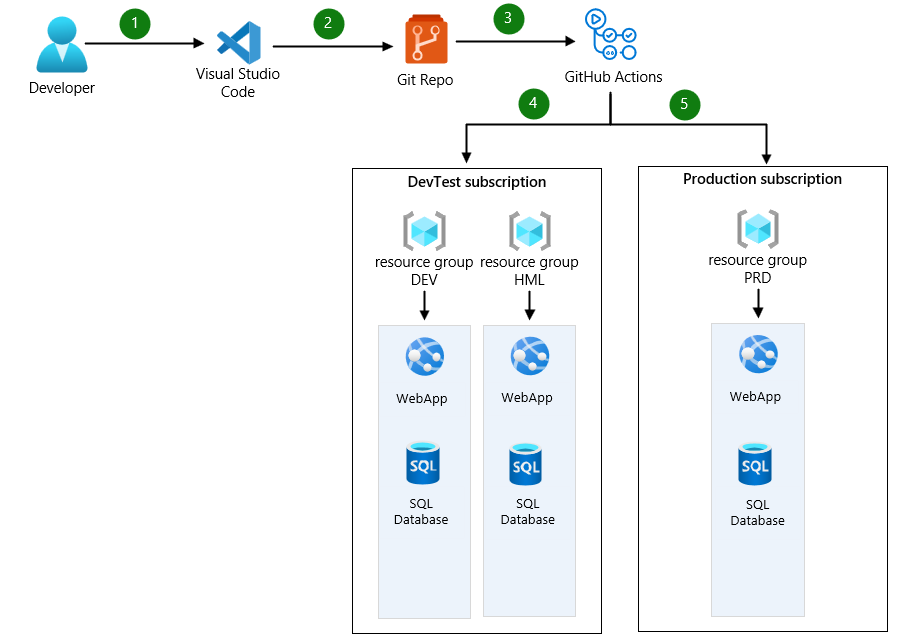 1
2
3
Developer
Visual Studio
Code
Git Repo
GitHub Actions
4
5
DevTest subscription
resource group
DEV
resource group
HML
WebApp
WebApp
SQL
SQL
SQL
Database
SQL
Database
Production subscription
resource group
PRD
WebApp
SQL
SQL
Database